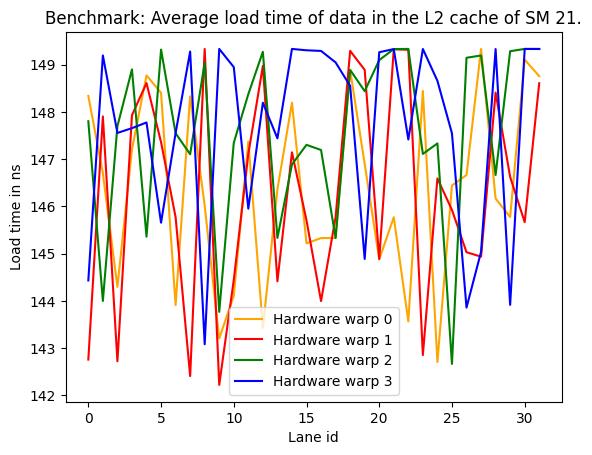 Benchmark: Average load time of data in the L2 cache of SM 21.
Load time in ns
149
148
147
146
145
144
143
142
Hardware warp 0
Hardware warp 1
Hardware warp 2
Hardware warp 3
0 5 10 15 20 25 30
Lane id